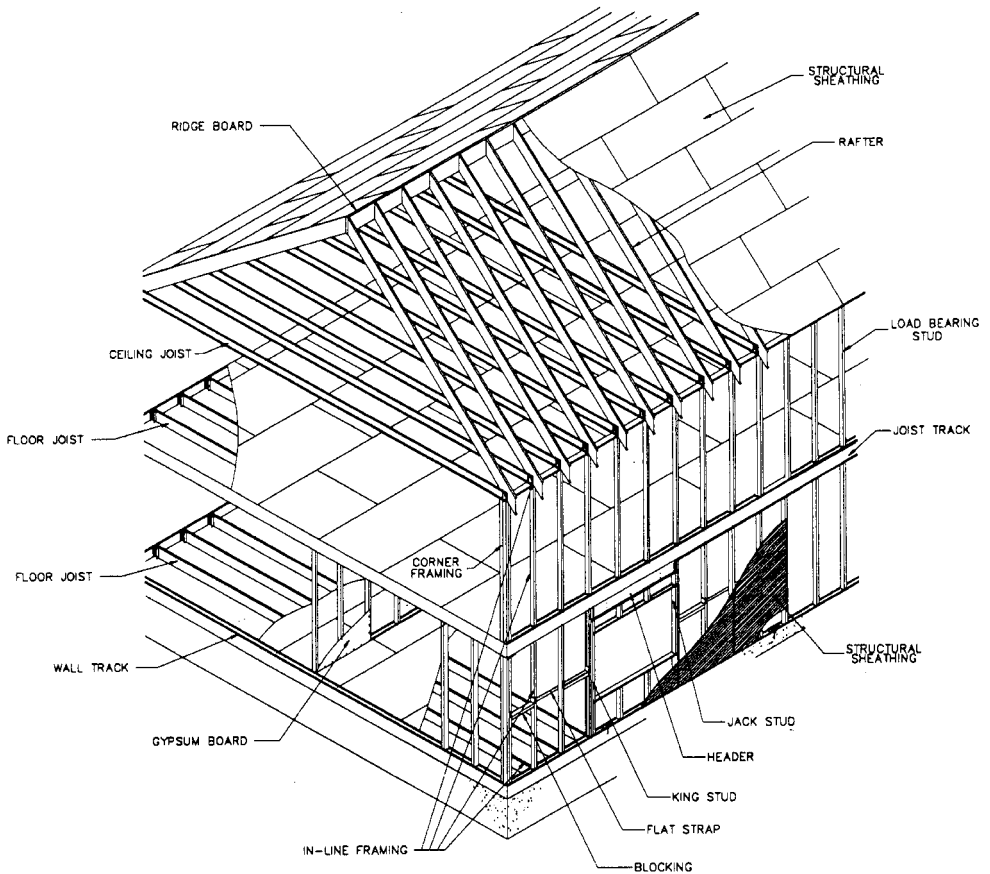 STRUCTURAL
SHEATHING
RIDGE BOARD
RAFTER
LOAD BEARING
STUD
CEILING JOIST
FLOOR JOIST
JOIST TRACK
CORNER
FRAMING
FLOOR JOIST
WALL TRACK
STRUCTURAL
SHEATHING
GYPSUM BOARD
JACK STUD
HEADER
KING STUD
FLAT STRAP
IN-LINE FRAMING
BLOCKING